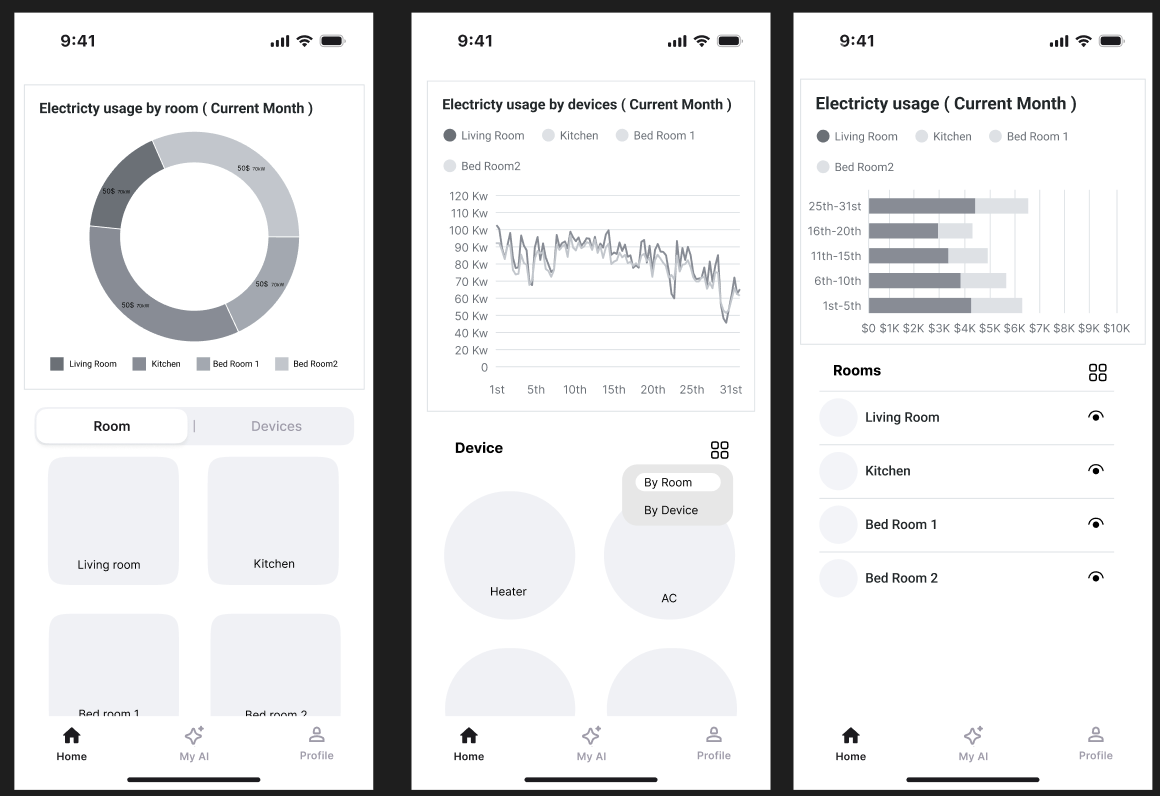 9:41
Electricty usage by room ( Current Month )
50$ 70kW
50$ 70kW
50$ 70kW
50$ 70kW
Living Room Kitchen Bed Room 1 Bed Room2
Room | Devices
Living room Kitchen
Bed room 1 Bed room 2
Home My AI Profile
9:41
Electricty usage by devices ( Current Month )
Living Room Kitchen Bed Room 1
Bed Room2
120 Kw
110 Kw
100 Kw
90 Kw
80 Kw
70 Kw
60 Kw
50 Kw
40 Kw
20 Kw
0
1st 5th 10th 15th 20th 25th 31st
Device
By Room
By Device
Heater AC
Home My AI Profile
9:41
Electricty usage ( Current Month )
Living Room Kitchen Bed Room 1
Bed Room2
25th-31st
16th-20th
11th-15th
6th-10th
1st-5th
$0 $1K $2K $3K $4K $5K $6K $7K $8K $9K $10K
Rooms
Living Room
Kitchen
Bed Room 1
Bed Room 2
Home My AI Profile